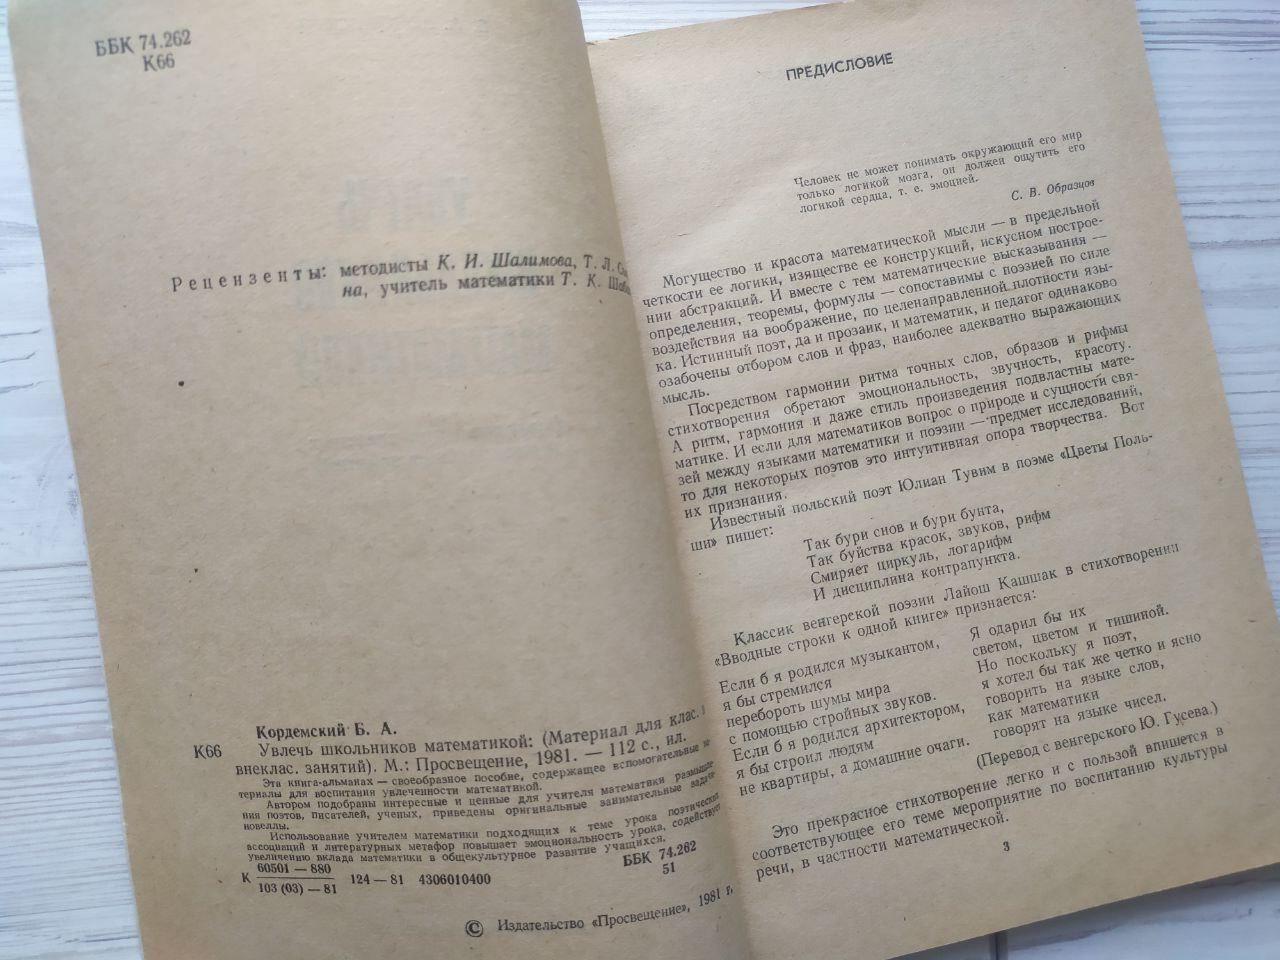 ББК 74.262
К66
Рецензенты: методисты К. И. Шалимова, Т. Л.
на, учитель математики Т. К.
Кордемский Б. А.
К66 Увлечь школьников математикой: (Материал для клас.
внеклас. занятий). М.: Просвещение, 1981. — 112 с., ил.
Эта книга-альманах — своеобразное пособие, содержащее вспомогательные
териалы для воспитания увлеченности математикой.
Автором подобраны интересные и ценные для учителя математики
ния поэтов, писателей, ученых, приведены оригинальные занимательные
новеллы.
Использование учителем математики подходящих к теме урока поэтических
ассоциаций и литературных метафор повышает эмоциональность урока, содействует
увеличению вклада математики в общекультурное развитие учащихся.
К 60501 — 880
103 (03) — 81
124 — 81 4306010400
ББК 74.262
51
© Издательство «Просвещение», 1981 г.
ПРЕДИСЛОВИЕ
Человек не может понимать окружающий его мир
только логикой мозга, он должен ощутить его
логикой сердца, т. е. эмоцией.
С. В. Образцов
Могущество и красота математической мысли — в предельной
четкости ее логики, изяществе ее конструкций, искусном построе-
нии абстракций. И вместе с тем математические высказывания —
определения, теоремы, формулы — сопоставимы с поэзией по силе
воздействия на воображение, по целенаправленной плотности язы-
ка. Истинный поэт, да и прозаик, и математик, и педагог одинаково
озабочены отбором слов и фраз, наиболее адекватно выражающих
мысль.
Посредством гармонии ритма точных слов, образов и рифмы
стихотворения обретают эмоциональность, звучность, красоту.
А ритм, гармония и даже стиль произведения подвластны мате-
матике. И если для математиков вопрос о природе и сущности свя-
зей между языками математики и поэзии — предмет исследований,
то для некоторых поэтов это интуитивная опора творчества. Вот
их признания.
Известный польский поэт Юлиан Тувим в поэме «Цветы Поль-
ши» пишет:
Так бури снов и бури бунта,
Так буйства красок, звуков, рифм
Смиряет циркуль, логарифм
И дисциплина контрапункта.
Классик венгерской поэзии Лайош Кашшак в стихотворении
«Вводные строки к одной книге» признается:
Если б я родился музыкантом,
я бы стремился
перебороть шумы мира
с помощью стройных звуков.
Если б я родился архитектором,
я бы строил людям
не квартиры, а домашние очаги.
Я одарил бы их
светом, цветом и тишиной.
Но поскольку я поэт,
я хотел бы так же четко и ясно
говорить на языке слов,
как математики
говорят на языке чисел.
(Перевод с венгерского Ю. Гусева.)
Это прекрасное стихотворение легко и с пользой впишется в
соответствующее его теме мероприятие по воспитанию культуры
речи, в частности математической.
3